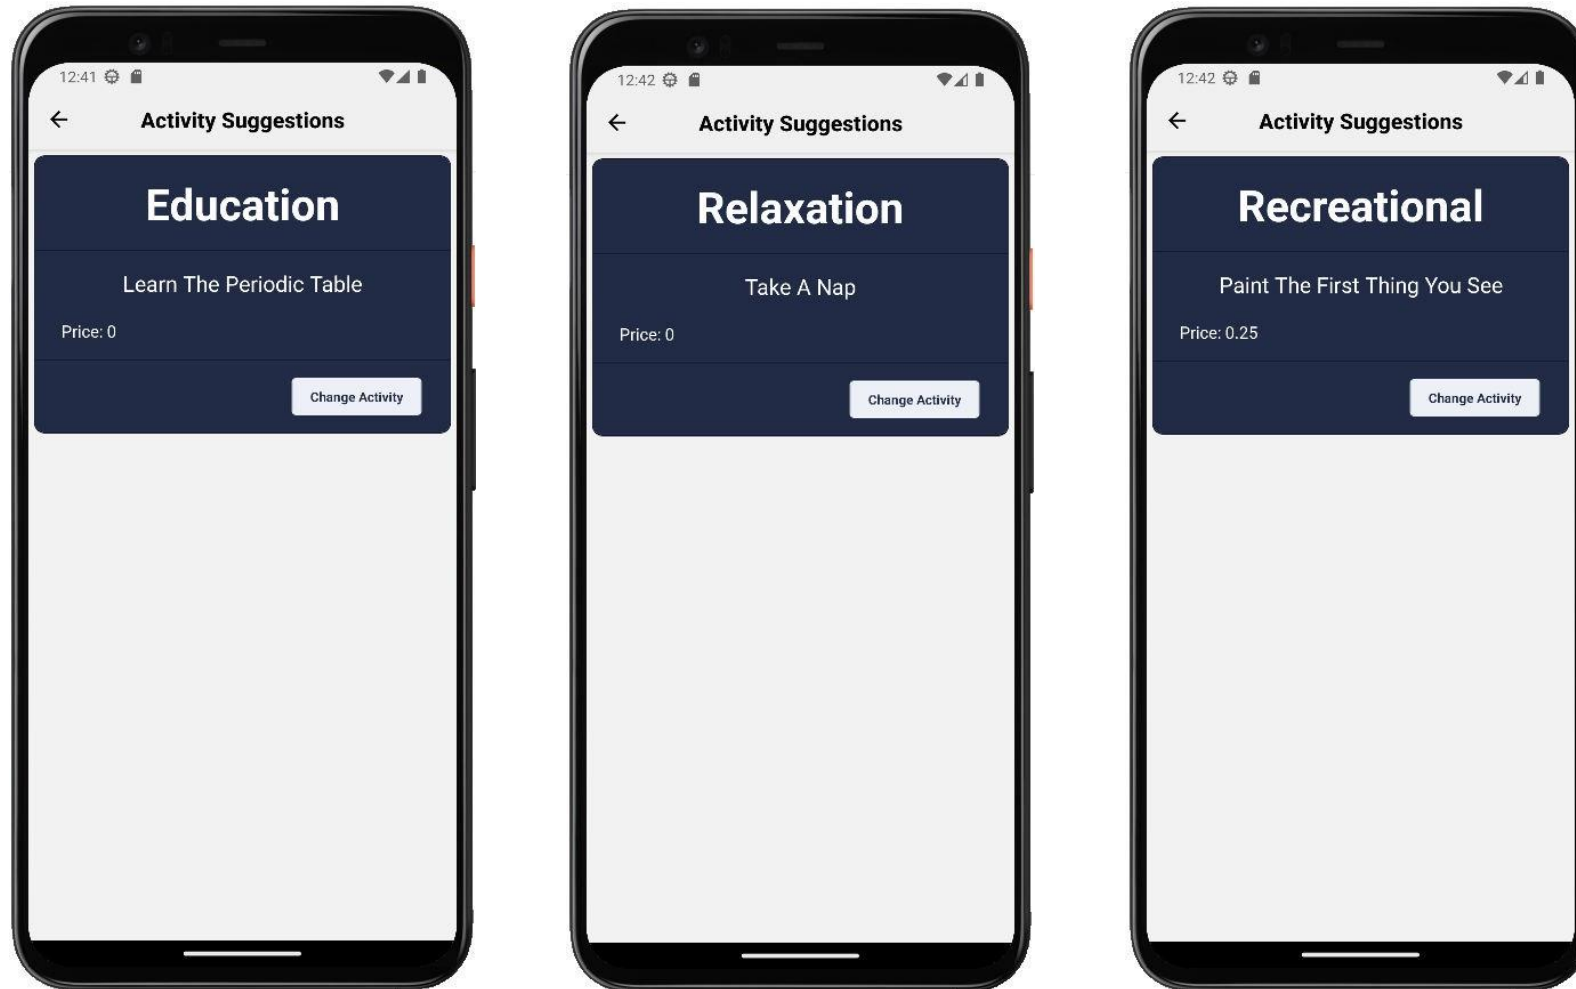 12:41
Activity Suggestions
Education
Learn The Periodic Table
Price: 0
Change Activity
12:42
Activity Suggestions
Relaxation
Take A Nap
Price: 0
Change Activity
12:42
Activity Suggestions
Recreational
Paint The First Thing You See
Price: 0.25
Change Activity